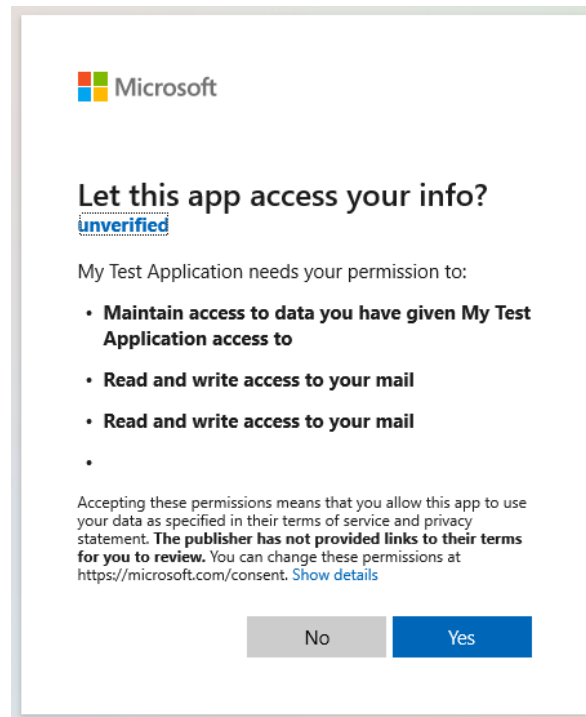 Microsoft
Let this app access your info?
unverified
My Test Application needs your permission to:
• Maintain access to data you have given My Test
Application access to
• Read and write access to your mail
• Read and write access to your mail
•
Accepting these permissions means that you allow this app to use
your data as specified in their terms of service and privacy
statement. The publisher has not provided links to their terms
for you to review. You can change these permissions at
https://microsoft.com/consent. Show details
No Yes